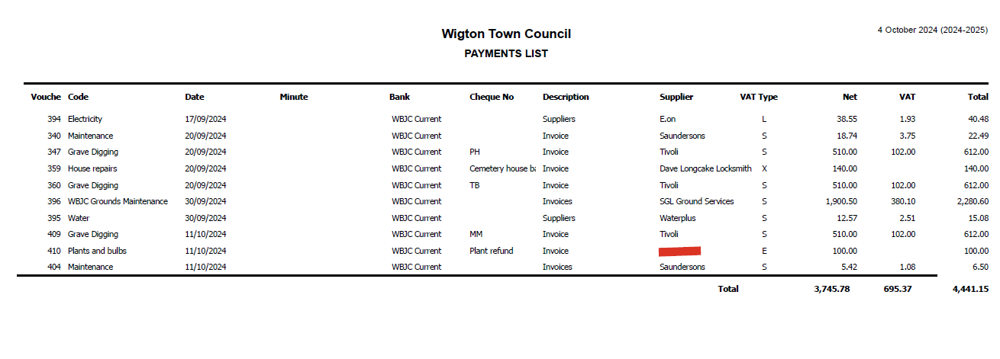 4 October 2024 (2024-2025)
Wigton Town Council
PAYMENTS LIST
Vouche Code Date Minute Bank Cheque No Description Supplier VAT Type Net VAT Total
394 Electricity 17/09/2024 WBJC Current Suppliers E.on L 38.55 1.93 40.48
340 Maintenance 20/09/2024 WBJC Current Invoice Saundersons S 18.74 3.75 22.49
347 Grave Digging 20/09/2024 WBJC Current PH Invoice Tivoli S 510.00 102.00 612.00
359 House repairs 20/09/2024 WBJC Current Cemetery house ba Invoice Dave Longcake Locksmith X 140.00 140.00
360 Grave Digging 20/09/2024 WBJC Current TB Invoice Tivoli S 510.00 102.00 612.00
396 WBJC Grounds Maintenance 30/09/2024 WBJC Current Invoices SGL Ground Services S 1,900.50 380.10 2,280.60
395 Water 30/09/2024 WBJC Current Suppliers Waterplus S 12.57 2.51 15.08
409 Grave Digging 11/10/2024 WBJC Current MM Invoice Tivoli S 510.00 102.00 612.00
410 Plants and bulbs 11/10/2024 WBJC Current Plant refund Invoice E 100.00 100.00
404 Maintenance 11/10/2024 WBJC Current Invoices Saundersons S 5.42 1.08 6.50
Total 3,745.78 695.37 4,441.15